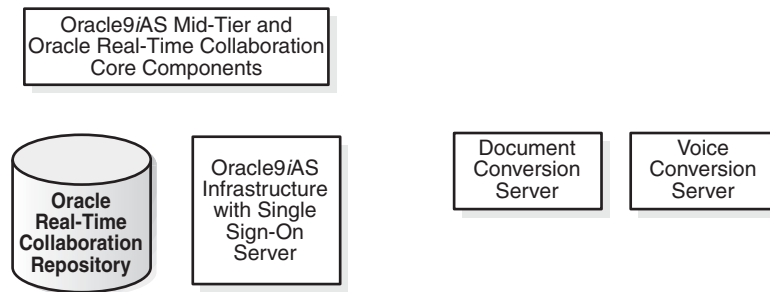 Oracle9iAS Mid-Tier and
Oracle Real-Time Collaboration
Core Components
Oracle
Real-Time
Collaboration
Repository
Oracle9iAS
Infrastructure
with Single
Sign-On
Server
Document
Conversion
Server
Voice
Conversion
Server